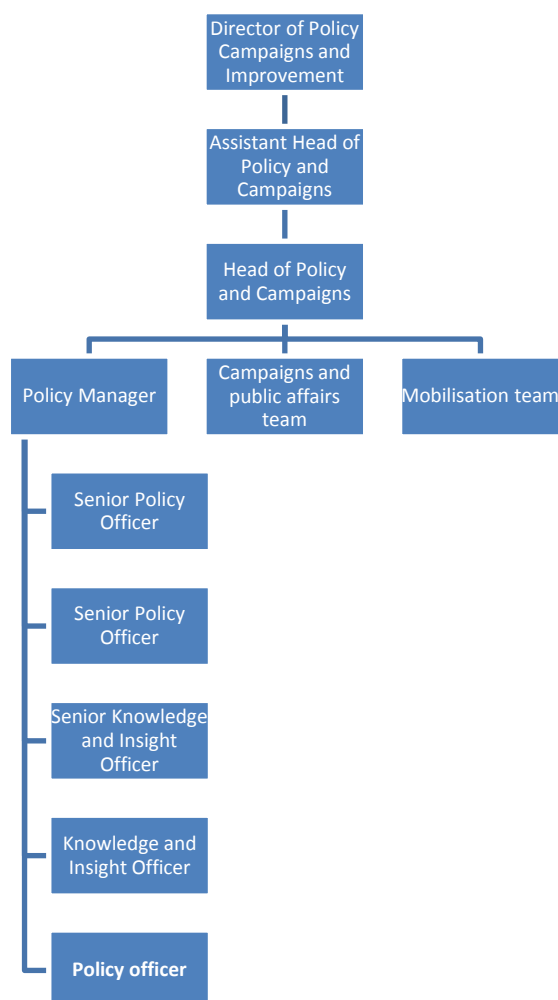 Director of Policy
Campaigns and
Improvement
Assistant Head of
Policy and
Campaigns
Head of Policy
and Campaigns
Policy Manager
Campaigns and
public affairs
team
Mobilisation team
Senior Policy
Officer
Senior Policy
Officer
Senior Knowledge
and Insight
Officer
Knowledge and
Insight Officer
Policy officer